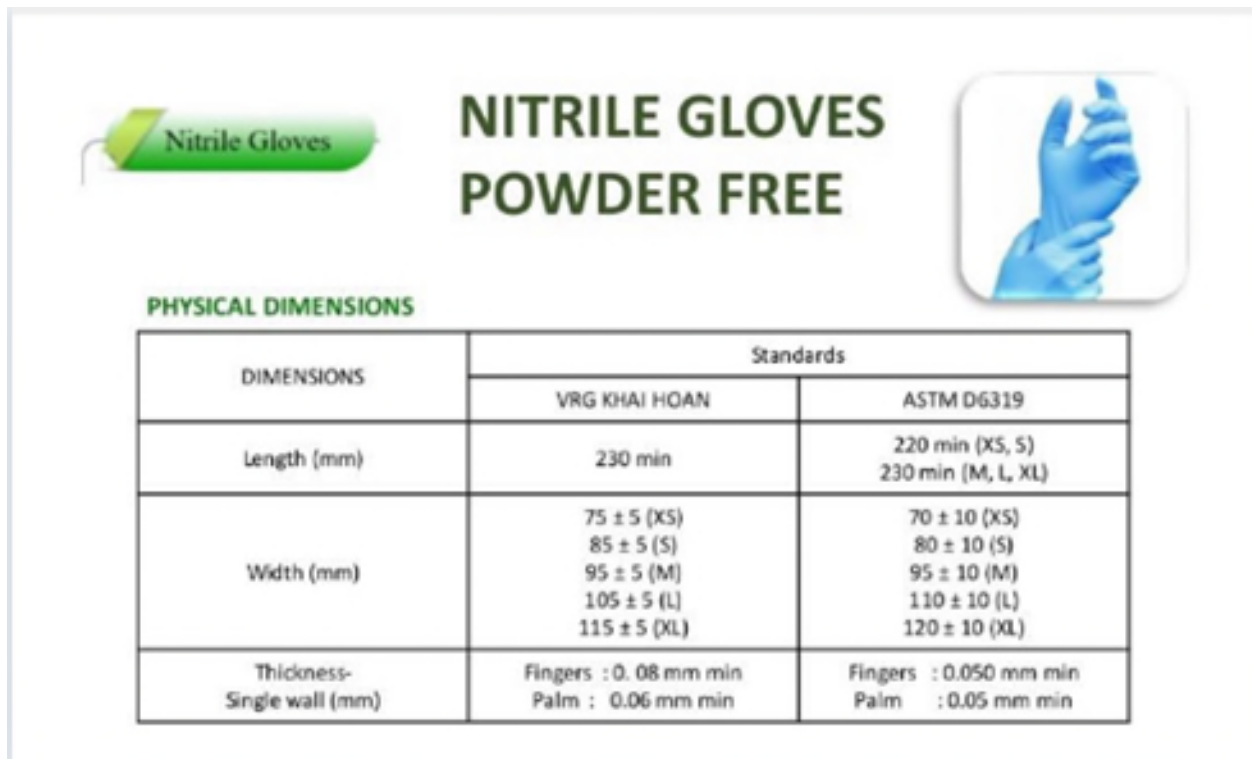 Nitrile Gloves
NITRILE GLOVES
POWDER FREE
PHYSICAL DIMENSIONS
DIMENSIONS
Standards
VRG KHAI HOAN
ASTM D6319
Length (mm)
230 min
220 min (XS, S)
230 min (M, L, XL)
Width (mm)
75 ± 5 (XS)
85 ± 5 (S)
95 ± 5 (M)
105 ± 5 (L)
115 ± 5 (XL)
70 ± 10 (XS)
80 ± 10 (S)
95 ± 10 (M)
110 ± 10 (L)
120 ± 10 (XL)
Thickness-
Single wall (mm)
Fingers : 0. 08 mm min
Palm : 0.06 mm min
Fingers : 0.050 mm min
Palm : 0.05 mm min